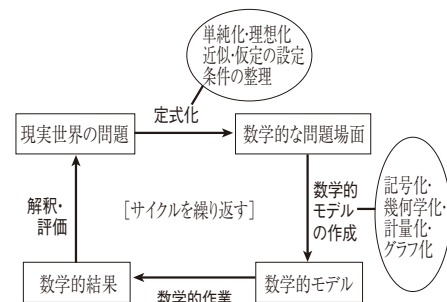 単純化・理想化
近似・仮定の設定
条件の整理
定式化
現実世界の問題
数学的な問題場面
解釈・
評価
[サイクルを繰り返す]
数学的
モデル
の作成
記号化・
幾何学化・
計量化・
グラフ化
数学的結果
数学的作業
数学的モデル